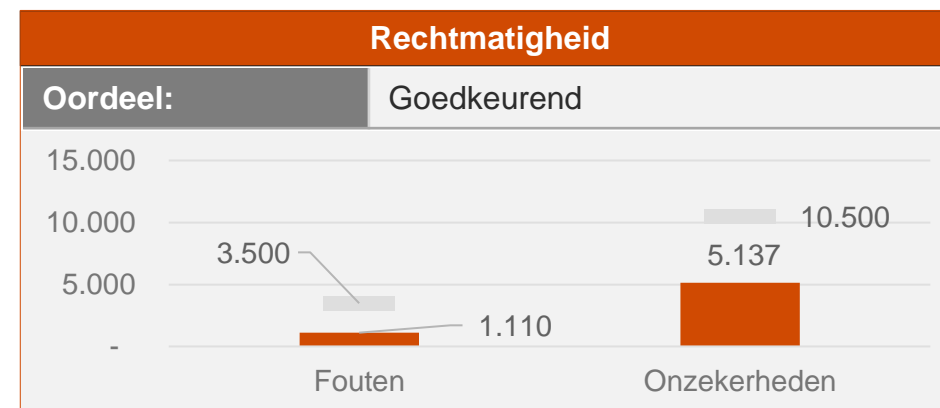 Rechtmatigheid
Oordeel: Goedkeurend
15.000
10.000
10.500
3.500
5.137
5.000
1.110
-
Fouten Onzekerheden